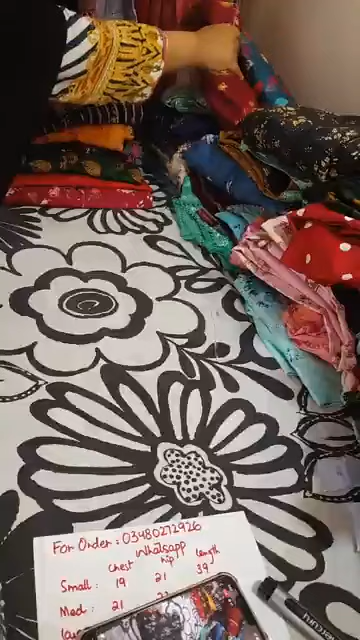 For Order : 03480272926
whatsapp
chest hip length
Small : 19 21 39
Med : 21